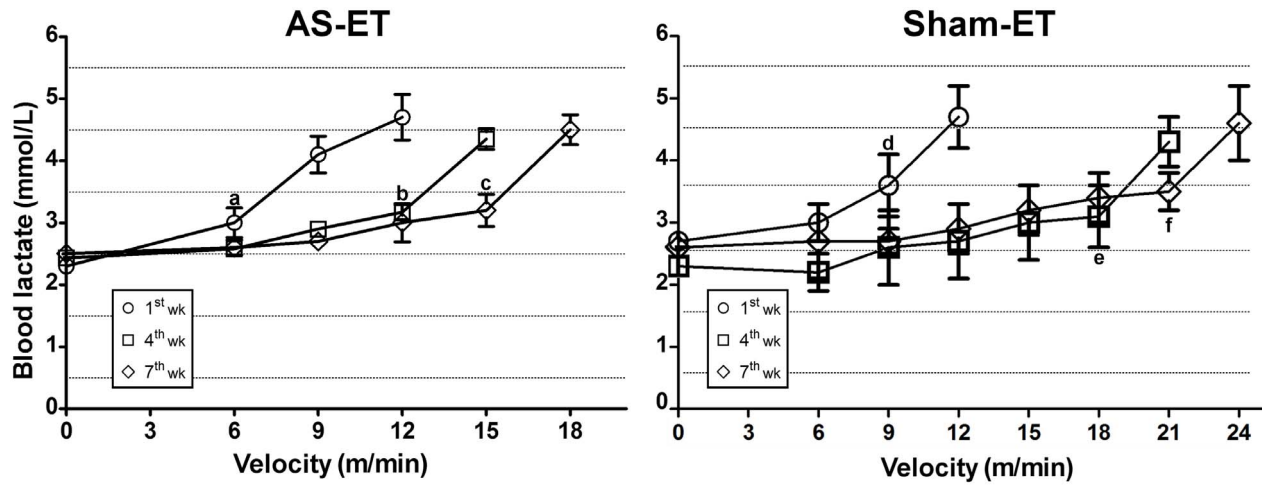 AS-ET
Sham-ET
Blood lactate (mmol/L)
6
5
4
3
2
1
0
a
b
c
1st wk
4th wk
7th wk
0 3 6 9 12 15 18
Velocity (m/min)
6
5
4
3
2
1
0
d
e
f
1st wk
4th wk
7th wk
0 3 6 9 12 15 18 21 24
Velocity (m/min)